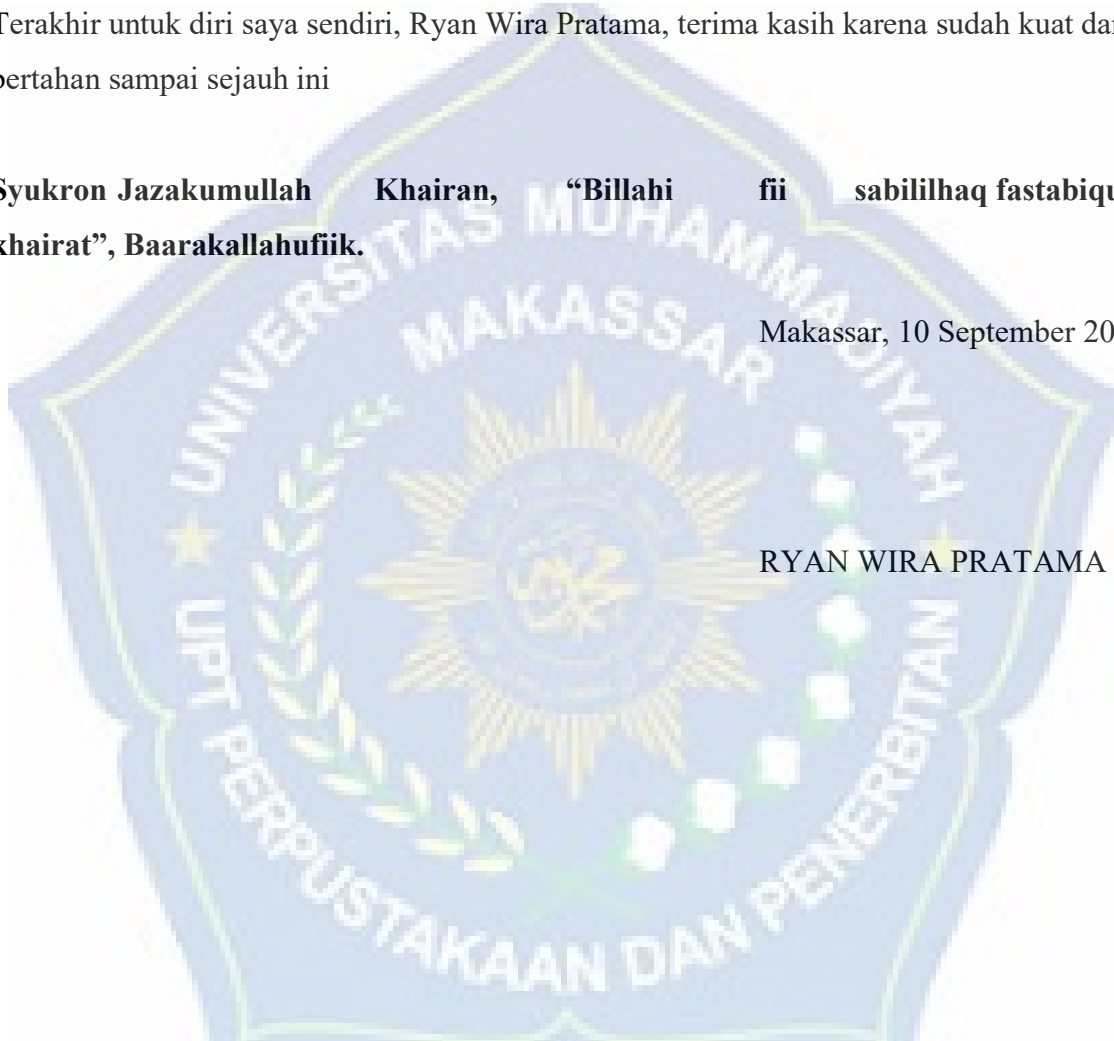 Terakhir untuk diri saya sendiri, Ryan Wira Pratama, terima kasih karena sudah kuat dan
bertahan sampai sejauh ini
Syukron Jazakumullah Khairan, “Billahi fii sabililhaq fastabiqu
khairat”, Baarakallahufiik.
Makassar, 10 September 20
RYAN WIRA PRATAMA
UNIVERSITAS MUHAMMADIYAH
MAKASSAR
UPT PERPUSTAKAAN DAN PENERBITAN